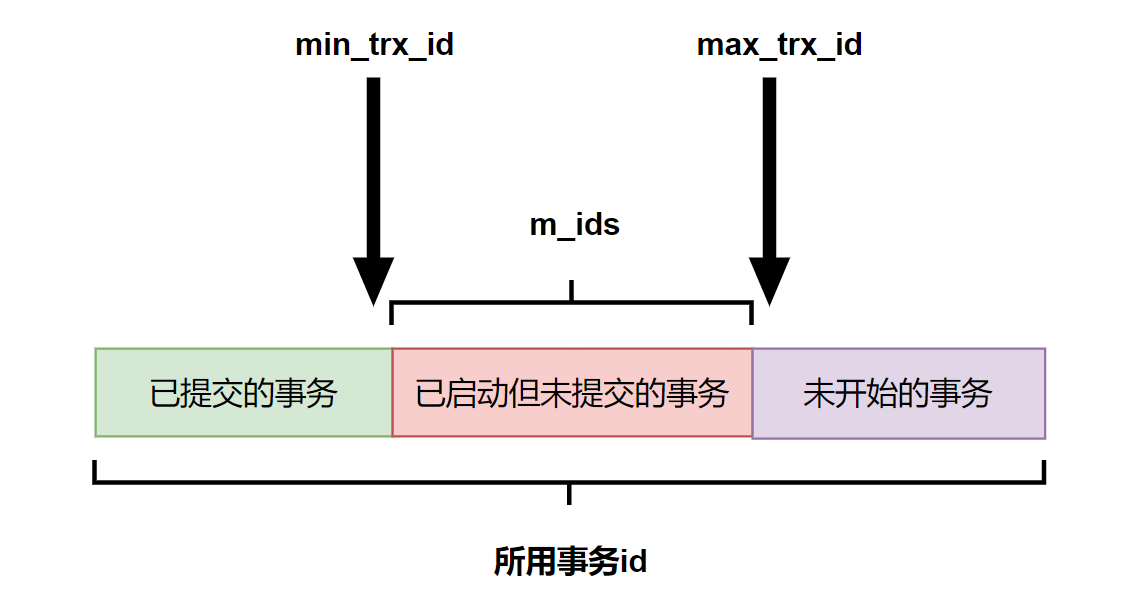 min_trx_id
max_trx_id
m_ids
已提交的事务
已启动但未提交的事务
未开始的事务
所用事务id